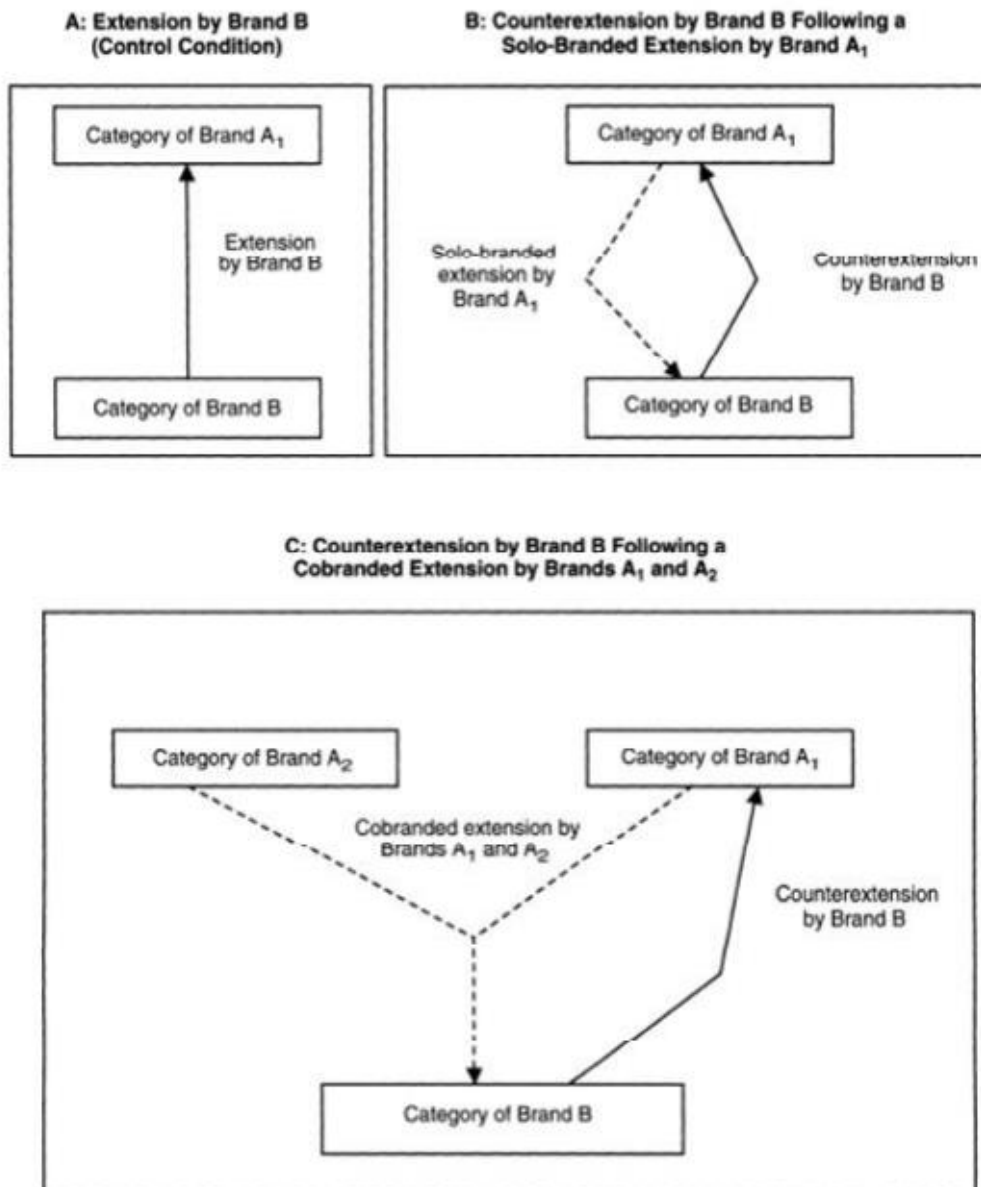 A: Extension by Brand B
(Control Condition)
B: Counterextension by Brand B Following a
Solo-Branded Extension by Brand A₁
Category of Brand A₁
Extension
by Brand B
Category of Brand B
Category of Brand A₁
Solo-branded
extension by
Brand A₁
Counterextension
by Brand B
Category of Brand B
C: Counterextension by Brand B Following a
Cobranded Extension by Brands A₁ and A₂
Category of Brand A₂
Category of Brand A₁
Cobranded extension by
Brands A₁ and A₂
Counterextension
by Brand B
Category of Brand B